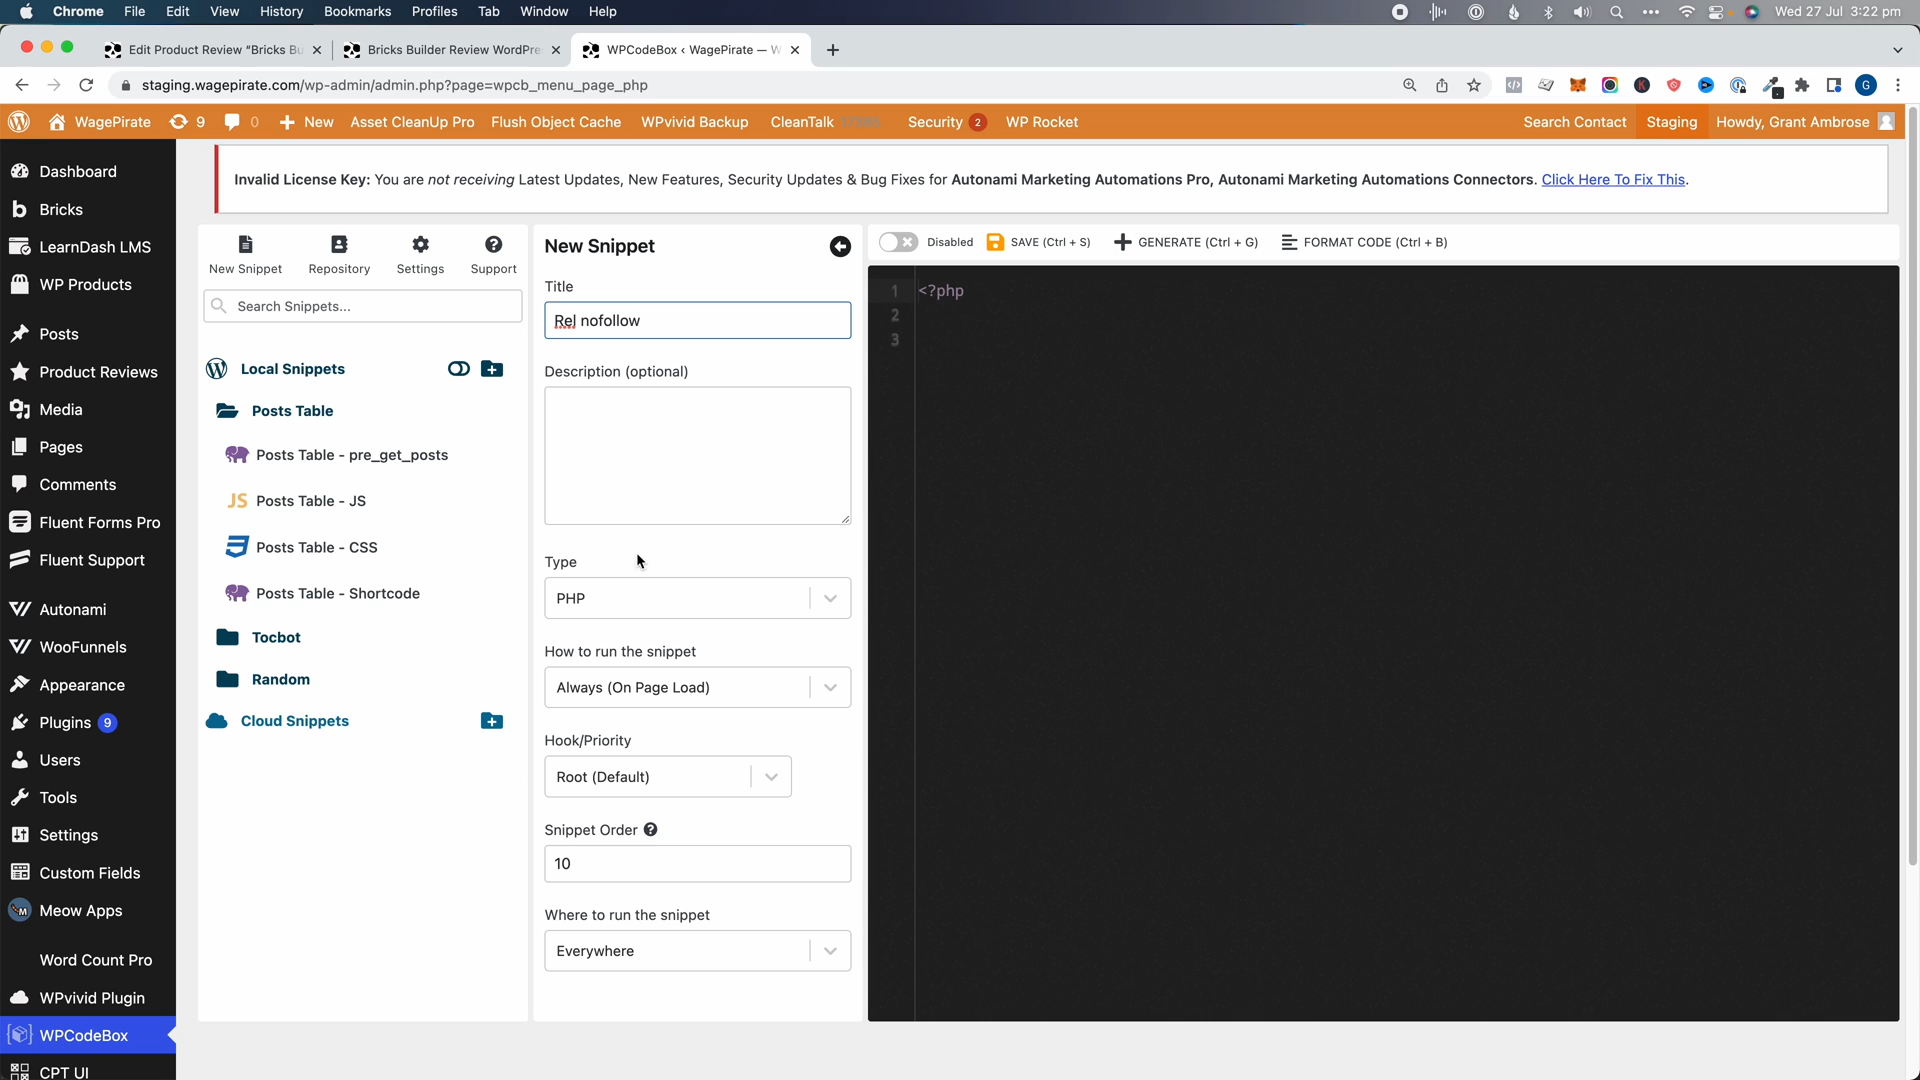 Chrome File Edit View History Bookmarks Profiles Tab Window Help
Wed 27 Jul 3:22 pm
Edit Product Review "Bricks Bu
Bricks Builder Review WordPre
WPCodeBox ‹ WagePirate — W
staging.wagepirate.com/wp-admin/admin.php?page=wpcb_menu_page_php
WagePirate 9 0 New Asset CleanUp Pro Flush Object Cache WPvivid Backup CleanTalk Security 2 WP Rocket
Search Contact Staging Howdy, Grant Ambrose
Dashboard
Bricks
LearnDash LMS
WP Products
Posts
Product Reviews
Media
Pages
Comments
Fluent Forms Pro
Fluent Support
Autonami
WooFunnels
Appearance
Plugins 9
Users
Tools
Settings
Custom Fields
Meow Apps
Word Count Pro
WPvivid Plugin
WPCodeBox
CPT UI
Invalid License Key: You are not receiving Latest Updates, New Features, Security Updates & Bug Fixes for Autonami Marketing Automations Pro, Autonami Marketing Automations Connectors. Click Here To Fix This.
New Snippet Repository Settings Support
Search Snippets...
Local Snippets
Posts Table
Posts Table - pre_get_posts
JS Posts Table - JS
Posts Table - CSS
Posts Table - Shortcode
Tocbot
Random
Cloud Snippets
New Snippet
Title
Rel nofollow
Description (optional)
Type
PHP
How to run the snippet
Always (On Page Load)
Hook/Priority
Root (Default)
Snippet Order
10
Where to run the snippet
Everywhere
Disabled SAVE (Ctrl + S) GENERATE (Ctrl + G) FORMAT CODE (Ctrl + B)
1 <?php
2
3